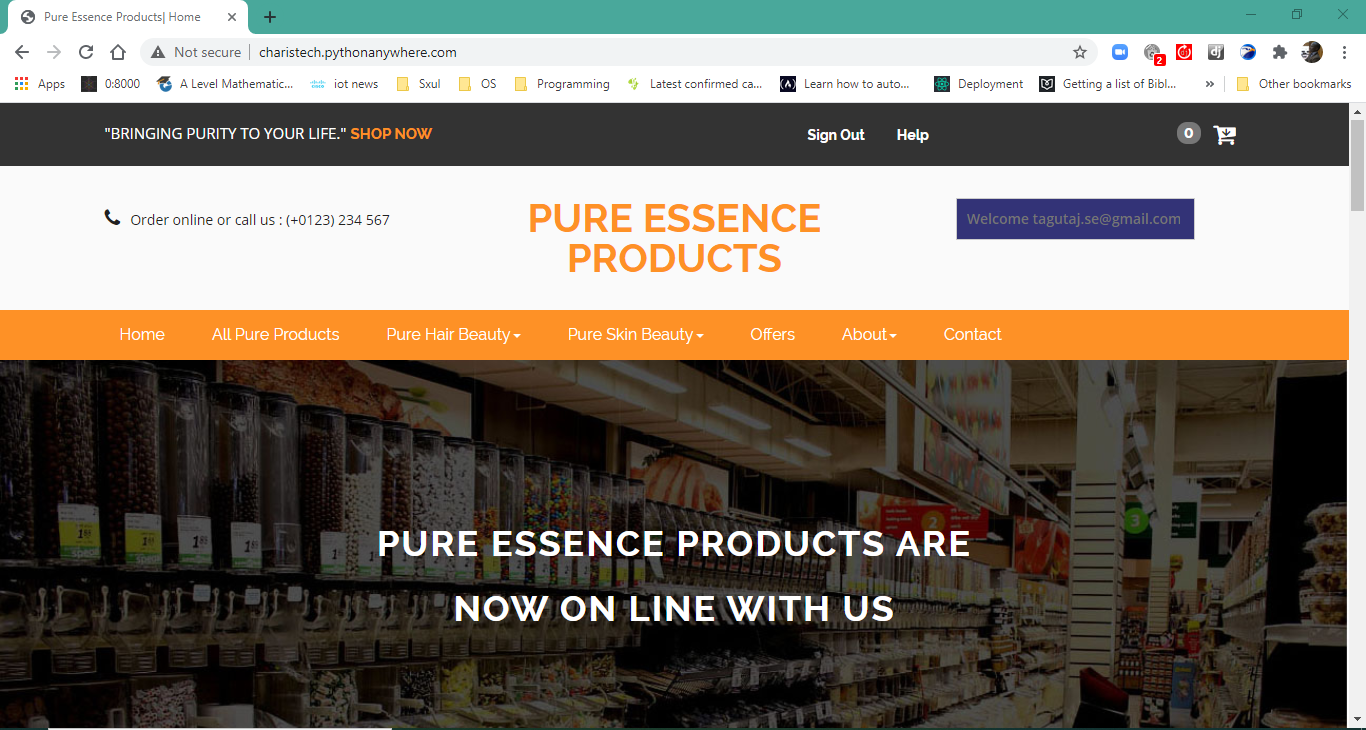 Pure Essence Products| Home
Not secure
charistech.pythonanywhere.com
2
Apps
0:8000
A Level Mathematic...
iot news
Sxul
OS
Programming
Latest confirmed ca...
Learn how to auto...
Deployment
Getting a list of Bibl...
»
Other bookmarks
"BRINGING PURITY TO YOUR LIFE." SHOP NOW
Sign Out
Help
0
Order online or call us : (+0123) 234 567
PURE ESSENCE
PRODUCTS
Welcome tagutaj.se@gmail.com
Home
All Pure Products
Pure Hair Beauty
Pure Skin Beauty
Offers
About
Contact
2
3
PURE ESSENCE PRODUCTS ARE
NOW ON LINE WITH US